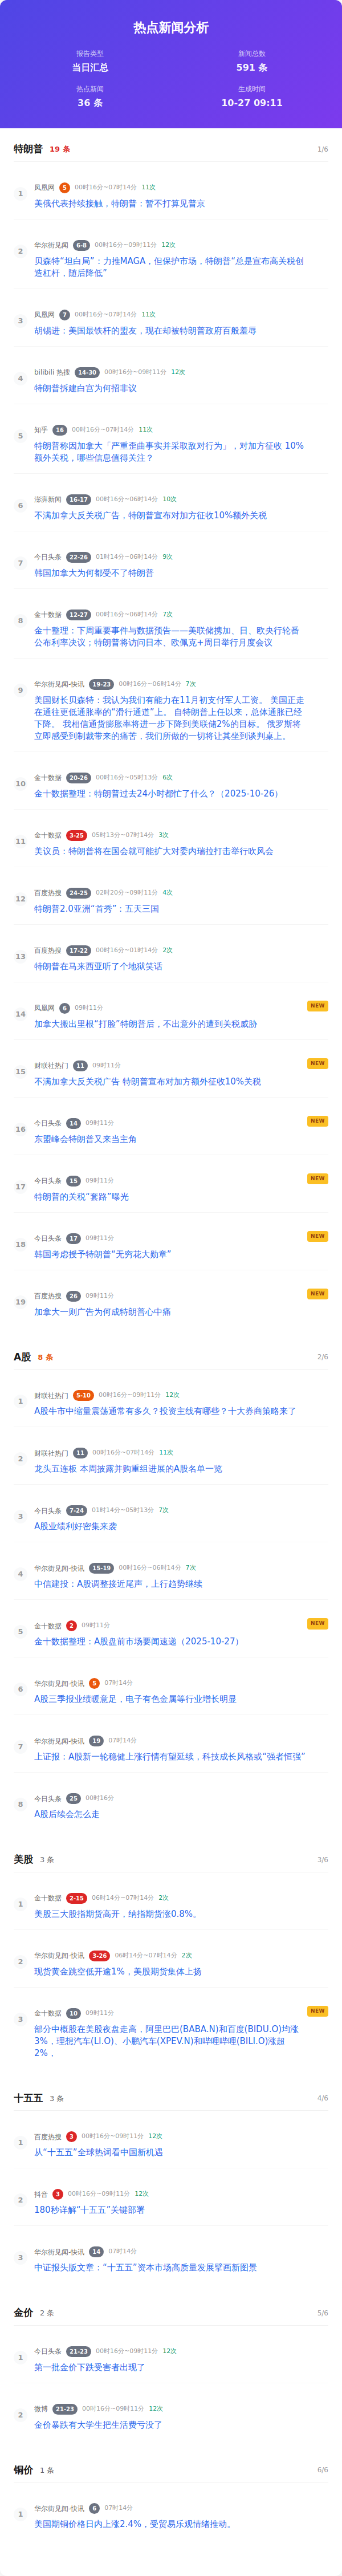 热点新闻分析
报告类型
当日汇总
新闻总数
591 条
热点新闻
36 条
生成时间
10-27 09:11
特朗普 19 条 1/6
1
凤凰网 5 00时16分~07时14分 11次
美俄代表持续接触，特朗普：暂不打算见普京
2
华尔街见闻 6-8 00时16分~09时11分 12次
贝森特“底层万斯”：力推MAGA，但保护市场，特朗普“总是宣布高关税创
造杠杆，随后降低”
3
凤凰网 7 00时16分~07时14分 11次
胡锡进：美国最铁杆的盟友，现在却被特朗普政府百般羞辱
4
bilibili 热搜 14-30 00时16分~09时11分 12次
特朗普拆建白宫为何招非议
5
知乎 16 00时16分~07时14分 11次
特朗普称因加拿大「严重歪曲事实并采取敌对行为」，对加方征收 10%
额外关税，哪些信息值得关注？
6
澎湃新闻 16-17 00时16分~06时14分 10次
不满加拿大反关税广告，特朗普宣布对加方征收10%额外关税
7
今日头条 22-26 01时14分~06时14分 9次
韩国加拿大为何都受不了特朗普
8
金十数据 12-27 00时16分~06时14分 7次
金十整理：下周重要事件与数据预告——美联储携加、日、欧央行轮番
公布利率决议；特朗普将访问日本、欧佩克+周日举行月度会议
9
华尔街见闻-快讯 19-23 00时16分~06时14分 7次
美国财长贝森特：我认为我们有能力在11月初支付军人工资。 美国正走
在通往更低通胀率的“滑行通道”上。 自特朗普上任以来，总体通胀已经
下降。 我相信通货膨胀率将进一步下降到美联储2%的目标。 俄罗斯将
立即感受到制裁带来的痛苦，我们所做的一切将让其坐到谈判桌上。
10
金十数据 20-26 00时16分~05时13分 6次
金十数据整理：特朗普过去24小时都忙了什么？（2025-10-26）
11
金十数据 3-25 05时13分~07时14分 3次
美议员：特朗普将在国会就可能扩大对委内瑞拉打击举行吹风会
12
百度热搜 24-25 02时20分~09时11分 4次
特朗普2.0亚洲“首秀”：五天三国
13
百度热搜 17-22 00时16分~01时14分 2次
特朗普在马来西亚听了个地狱笑话
14
凤凰网 6 09时11分 NEW
加拿大搬出里根“打脸”特朗普后，不出意外的遭到关税威胁
15
财联社热门 11 09时11分 NEW
不满加拿大反关税广告 特朗普宣布对加方额外征收10%关税
16
今日头条 14 09时11分 NEW
东盟峰会特朗普又来当主角
17
今日头条 15 09时11分 NEW
特朗普的关税“套路”曝光
18
今日头条 17 09时11分 NEW
韩国考虑授予特朗普“无穷花大勋章”
19
百度热搜 26 09时11分 NEW
加拿大一则广告为何成特朗普心中痛
A股 8 条 2/6
1
财联社热门 5-10 00时16分~09时11分 12次
A股牛市中缩量震荡通常有多久？投资主线有哪些？十大券商策略来了
2
财联社热门 11 00时16分~07时14分 11次
龙头五连板 本周披露并购重组进展的A股名单一览
3
今日头条 7-24 01时14分~05时13分 7次
A股业绩利好密集来袭
4
华尔街见闻-快讯 15-19 00时16分~06时14分 7次
中信建投：A股调整接近尾声，上行趋势继续
5
金十数据 2 09时11分 NEW
金十数据整理：A股盘前市场要闻速递（2025-10-27）
6
华尔街见闻-快讯 5 07时14分
A股三季报业绩暖意足，电子有色金属等行业增长明显
7
华尔街见闻-快讯 19 07时14分
上证报：A股新一轮稳健上涨行情有望延续，科技成长风格或“强者恒强”
8
今日头条 25 00时16分
A股后续会怎么走
美股 3 条 3/6
1
金十数据 2-15 06时14分~07时14分 2次
美股三大股指期货高开，纳指期货涨0.8%。
2
华尔街见闻-快讯 3-26 06时14分~07时14分 2次
现货黄金跳空低开逾1%，美股期货集体上扬
3
金十数据 10 09时11分 NEW
部分中概股在美股夜盘走高，阿里巴巴(BABA.N)和百度(BIDU.O)均涨
3%，理想汽车(LI.O)、小鹏汽车(XPEV.N)和哔哩哔哩(BILI.O)涨超
2%，
十五五 3 条 4/6
1
百度热搜 3 00时16分~09时11分 12次
从“十五五”全球热词看中国新机遇
2
抖音 3 00时16分~09时11分 12次
180秒详解“十五五”关键部署
3
华尔街见闻-快讯 14 07时14分
中证报头版文章：“十五五”资本市场高质量发展擘画新图景
金价 2 条 5/6
1
今日头条 21-23 00时16分~09时11分 12次
第一批金价下跌受害者出现了
2
微博 21-23 00时16分~09时11分 12次
金价暴跌有大学生把生活费亏没了
铜价 1 条 6/6
1
华尔街见闻-快讯 6 07时14分
美国期铜价格日内上涨2.4%，受贸易乐观情绪推动。